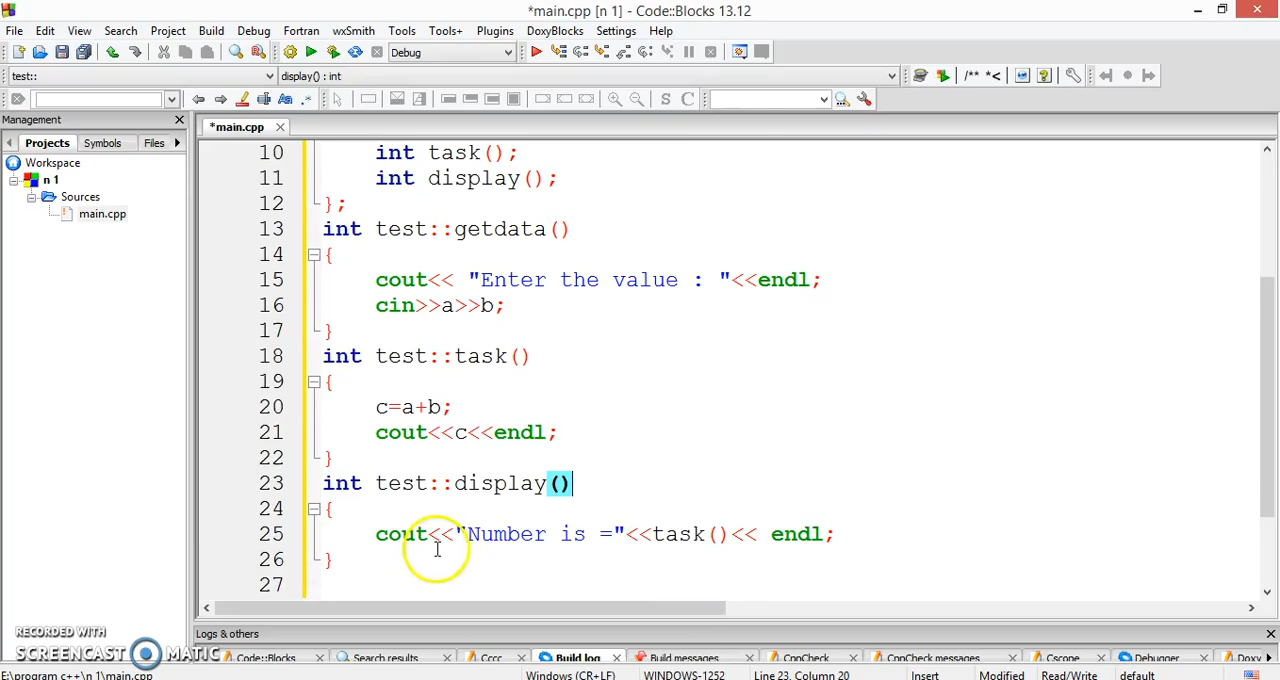 *main.cpp [n 1] - Code::Blocks 13.12
File Edit View Search Project Build Debug Fortran wxSmith Tools Tools+ Plugins DoxyBlocks Settings Help
Debug
test:: display() : int
/** *<
Aa .* S C
Management
*main.cpp
Projects Symbols Files
Workspace
n 1
Sources
main.cpp
10 int task();
11 int display();
12 };
13 int test::getdata()
14 {
15 cout<< "Enter the value : "<<endl;
16 cin>>a>>b;
17 }
18 int test::task()
19 {
20 c=a+b;
21 cout<<c<<endl;
22 }
23 int test::display()
24 {
25 cout<<"Number is ="<<task()<< endl;
26 }
27
Logs & others
RECORDED WITH
SCREENCAST MATIC
Code::Blocks Search results Cccc Build log Build messages CppCheck CppCheck messages Cscope Debugger Doxy
E:\program c++\n 1\main.cpp Windows (CR+LF) WINDOWS-1252 Line 23, Column 20 Insert Modified Read/Write default